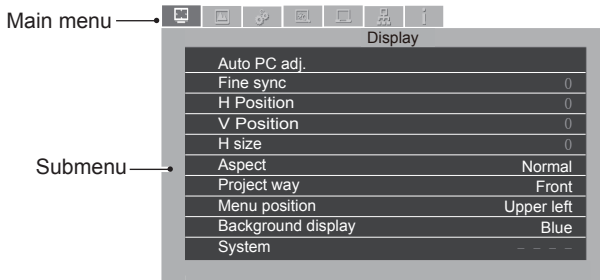 Main menu
Display
Auto PC adj.
Fine sync 0
H Position 0
V Position 0
H size 0
Submenu
Aspect Normal
Project way Front
Menu position Upper left
Background display Blue
System – – – –